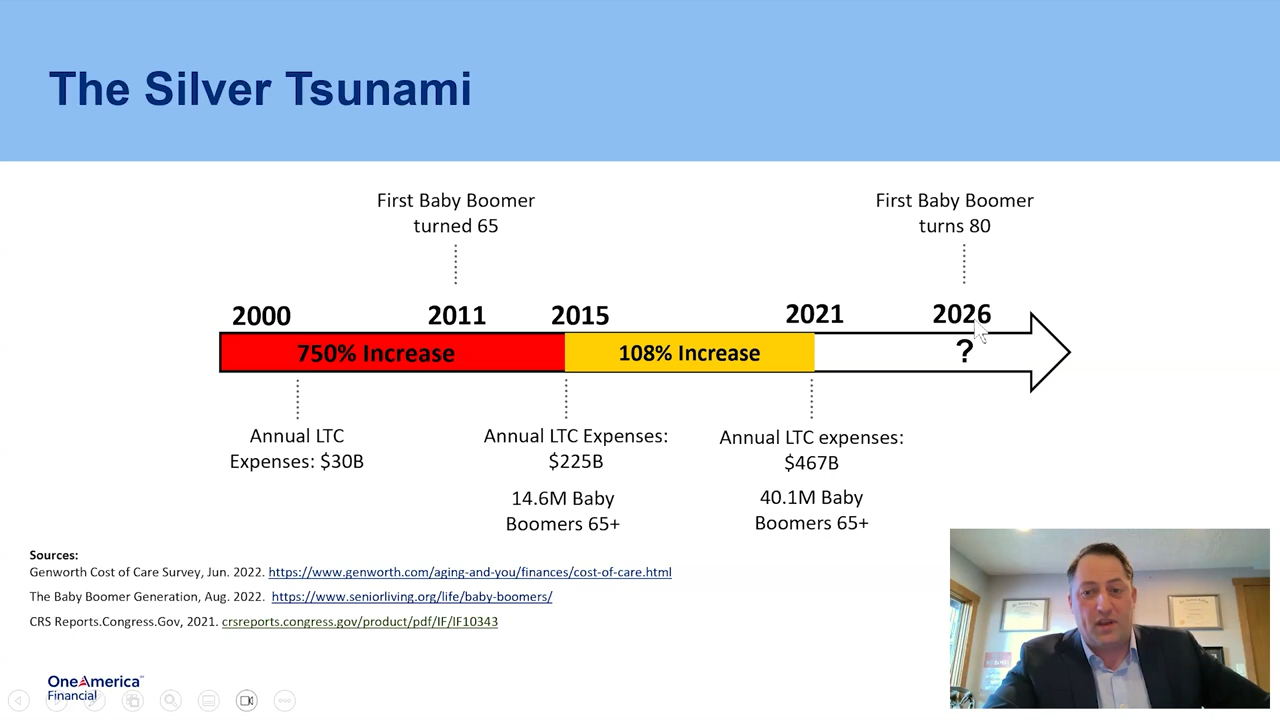 The Silver Tsunami
First Baby Boomer
turned 65
First Baby Boomer
turns 80
2000
2011
2015
2021
2026
750% Increase
108% Increase
?
Annual LTC
Expenses: $30B
Annual LTC Expenses:
$225B
14.6M Baby
Boomers 65+
Annual LTC expenses:
$467B
40.1M Baby
Boomers 65+
Sources:
Genworth Cost of Care Survey, Jun. 2022. https://www.genworth.com/aging-and-you/finances/cost-of-care.html
The Baby Boomer Generation, Aug. 2022. https://www.seniorliving.org/life/baby-boomers/
CRS Reports.Congress.Gov, 2021. crsreports.congress.gov/product/pdf/IF/IF10343
OneAmerica
Financial